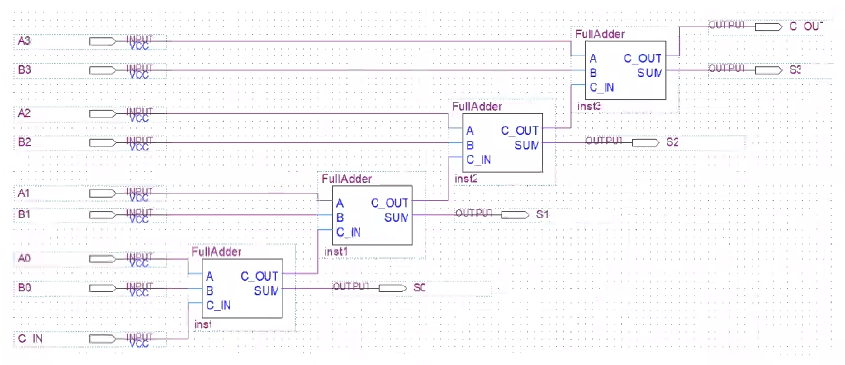 OUTPUT C_OUT
FullAdder
A3 INPUT VCC
A C_OUT
B3 INPUT VCC
B SUM
OUTPUT S3
C_IN
inst3
FullAdder
A2 INPUT VCC
A C_OUT
B2 INPUT VCC
B SUM
OUTPUT S2
C_IN
inst2
FullAdder
A1 INPUT VCC
A C_OUT
B1 INPUT VCC
B SUM
OUTPUT S1
C_IN
inst1
FullAdder
A0 INPUT VCC
A C_OUT
B0 INPUT VCC
B SUM
OUTPUT S0
C_IN
inst
C_IN INPUT VCC